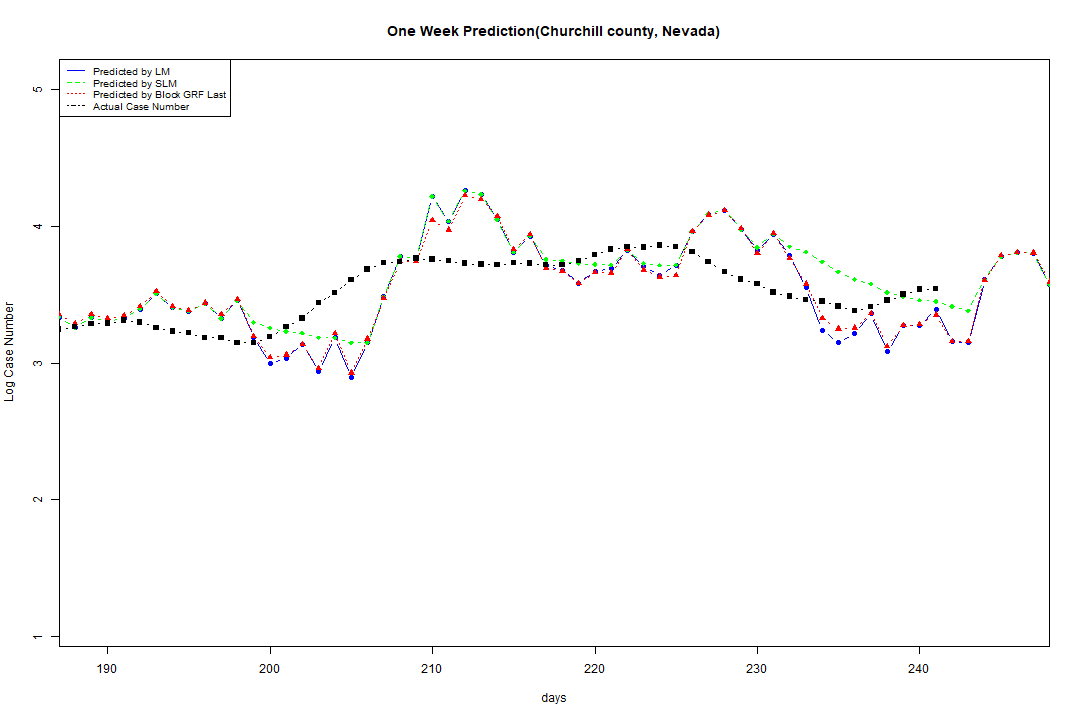 One Week Prediction(Churchill county, Nevada)
Predicted by LM
Predicted by SLM
Predicted by Block GRF Last
Actual Case Number
5
4
3
2
1
Log Case Number
190 200 210 220 230 240
days